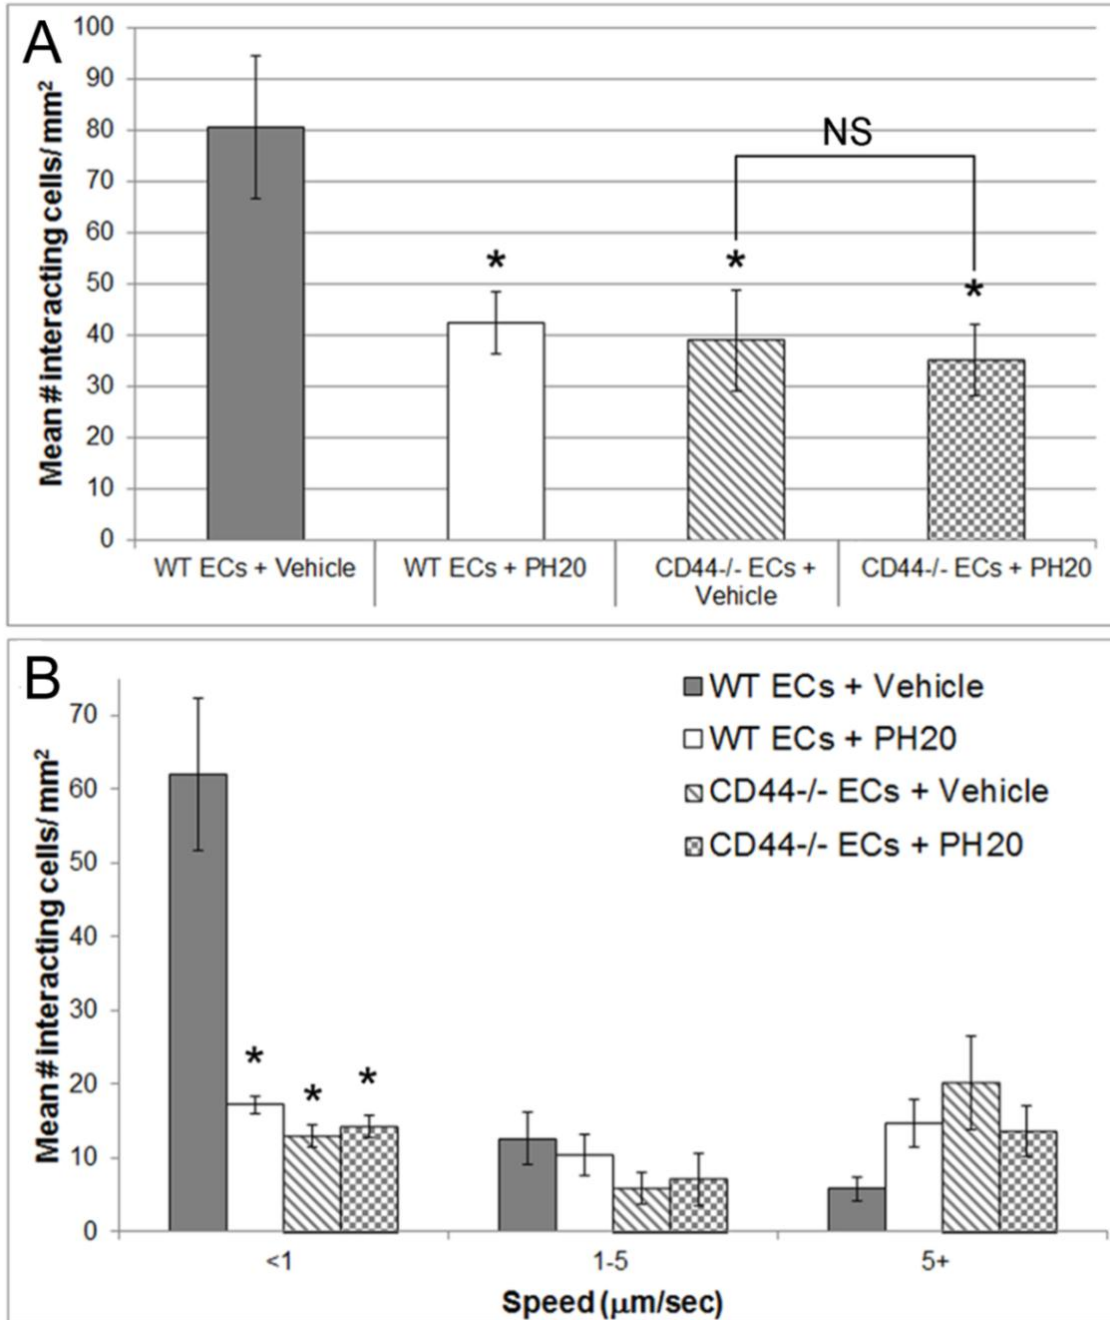 A
Mean # interacting cells/ mm²
100
90
80
70
60
50
40
30
20
10
0
NS
*
*
*
WT ECs + Vehicle
WT ECs + PH20
CD44-/- ECs +
Vehicle
CD44-/- ECs + PH20
B
Mean # interacting cells/ mm²
70
60
50
40
30
20
10
0
WT ECs + Vehicle
WT ECs + PH20
CD44-/- ECs + Vehicle
CD44-/- ECs + PH20
*
*
*
<1
1-5
5+
Speed (μm/sec)